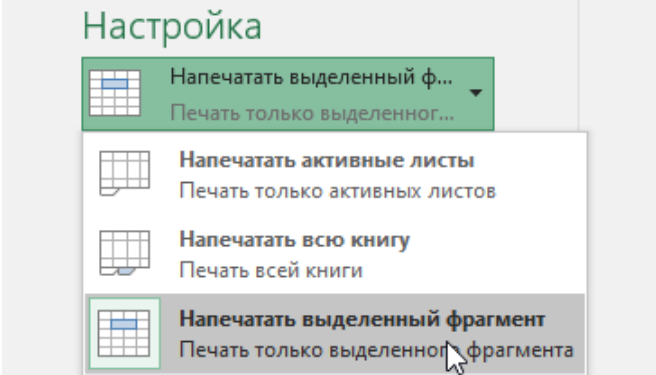 Настройка
Напечатать выделенный ф...
Печать только выделенног...
Напечатать активные листы
Печать только активных листов
Напечатать всю книгу
Печать всей книги
Напечатать выделенный фрагмент
Печать только выделенного фрагмента